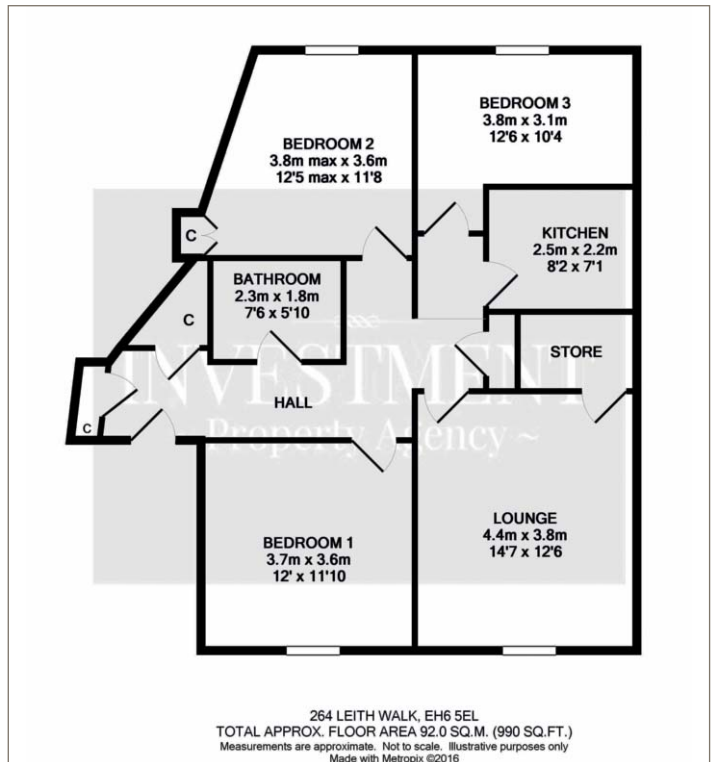 BEDROOM 3
3.8m x 3.1m
12'6 x 10'4
BEDROOM 2
3.8m max x 3.6m
12'5 max x 11'8
C
KITCHEN
2.5m x 2.2m
8'2 x 7'1
BATHROOM
2.3m x 1.8m
7'6 x 5'10
C
STORE
INVESTMENT
HALL
C
~ Property Agency ~
LOUNGE
4.4m x 3.8m
14'7 x 12'6
BEDROOM 1
3.7m x 3.6m
12' x 11'10
264 LEITH WALK, EH6 5EL
TOTAL APPROX. FLOOR AREA 92.0 SQ.M. (990 SQ.FT.)
Measurements are approximate. Not to scale. Illustrative purposes only
Made with Metropix ©2016